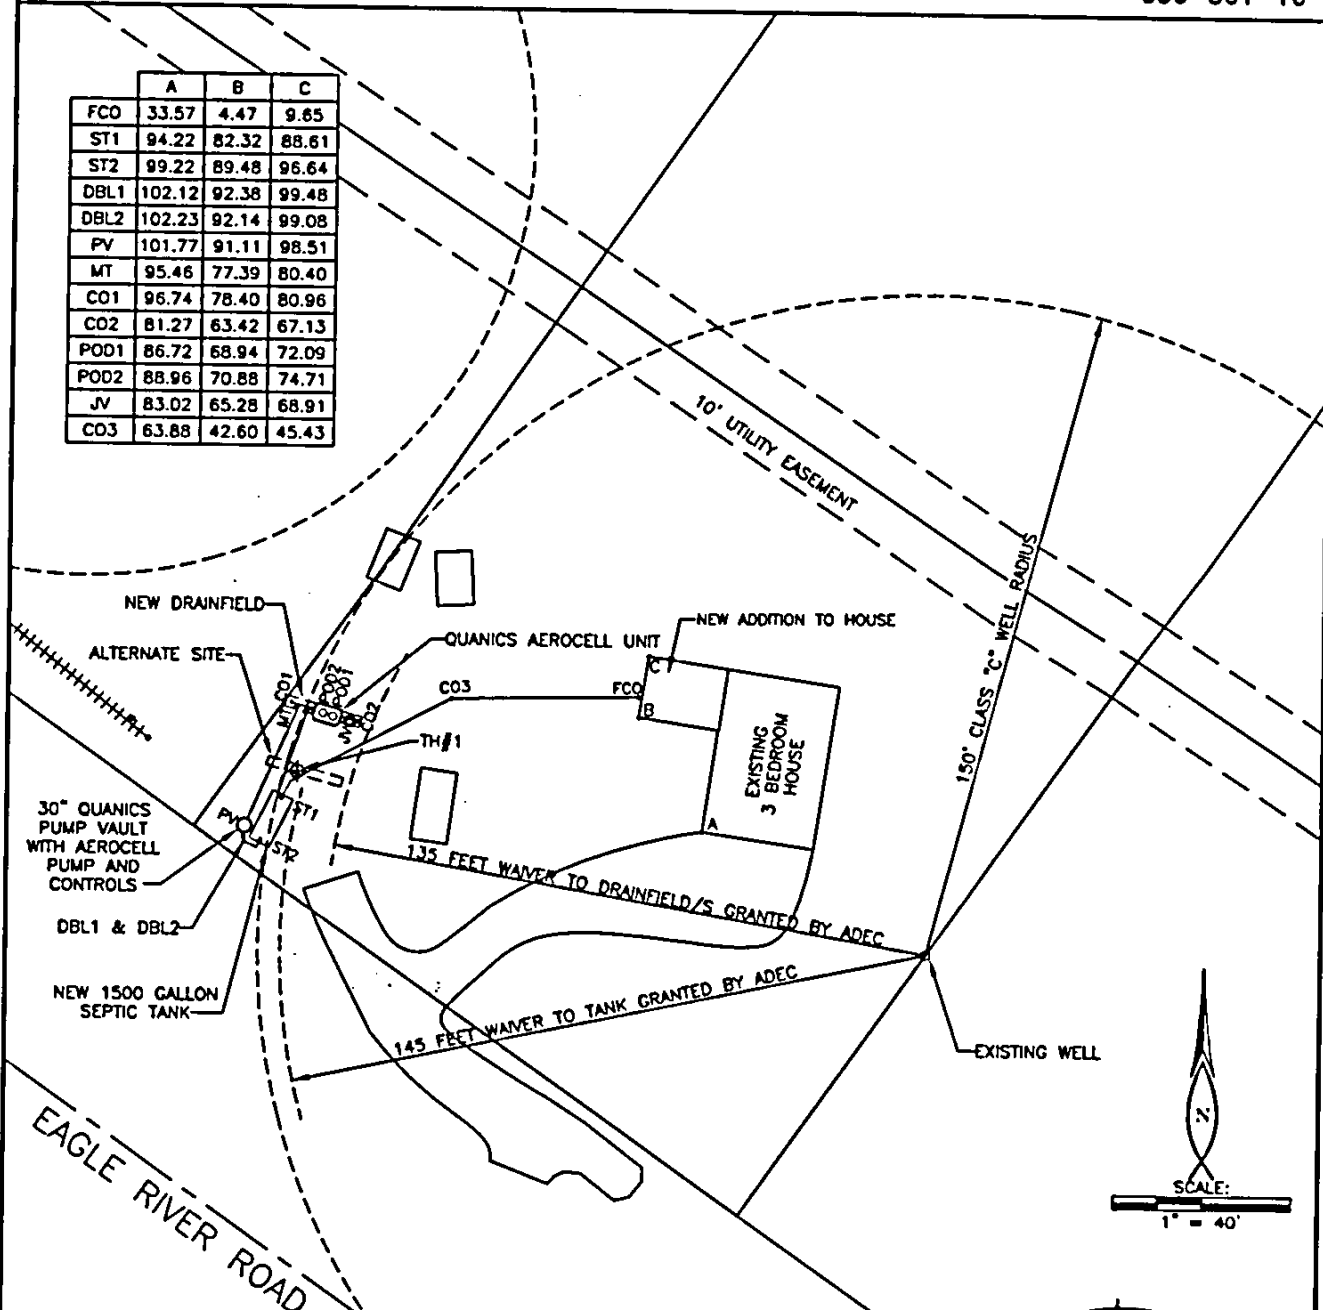 A B C
FCO 33.57 4.47 9.65
ST1 94.22 82.32 88.61
ST2 99.22 89.48 96.64
DBL1 102.12 92.38 99.48
DBL2 102.23 92.14 99.08
PV 101.77 91.11 98.51
MT 95.46 77.39 80.40
CO1 96.74 78.40 80.96
CO2 81.27 63.42 67.13
POD1 86.72 68.94 72.09
POD2 88.96 70.88 74.71
JV 83.02 65.28 68.91
CO3 63.88 42.60 45.43
10' UTILITY EASEMENT
150' CLASS "C" WELL RADIUS
NEW DRAINFIELD
ALTERNATE SITE
QUANICS AEROCELL UNIT
NEW ADDITION TO HOUSE
CO1
MT
POD2
POD1
JV
CO2
CO3
FCO
C
B
A
EXISTING
3 BEDROOM
HOUSE
TH#1
PV
ST1
ST2
30" QUANICS
PUMP VAULT
WITH AEROCELL
PUMP AND
CONTROLS
DBL1 & DBL2
NEW 1500 GALLON
SEPTIC TANK
135 FEET WAIVER TO DRAINFIELD/S GRANTED BY ADEC
145 FEET WAIVER TO TANK GRANTED BY ADEC
EXISTING WELL
EAGLE RIVER ROAD
N
SCALE:
1" = 40'